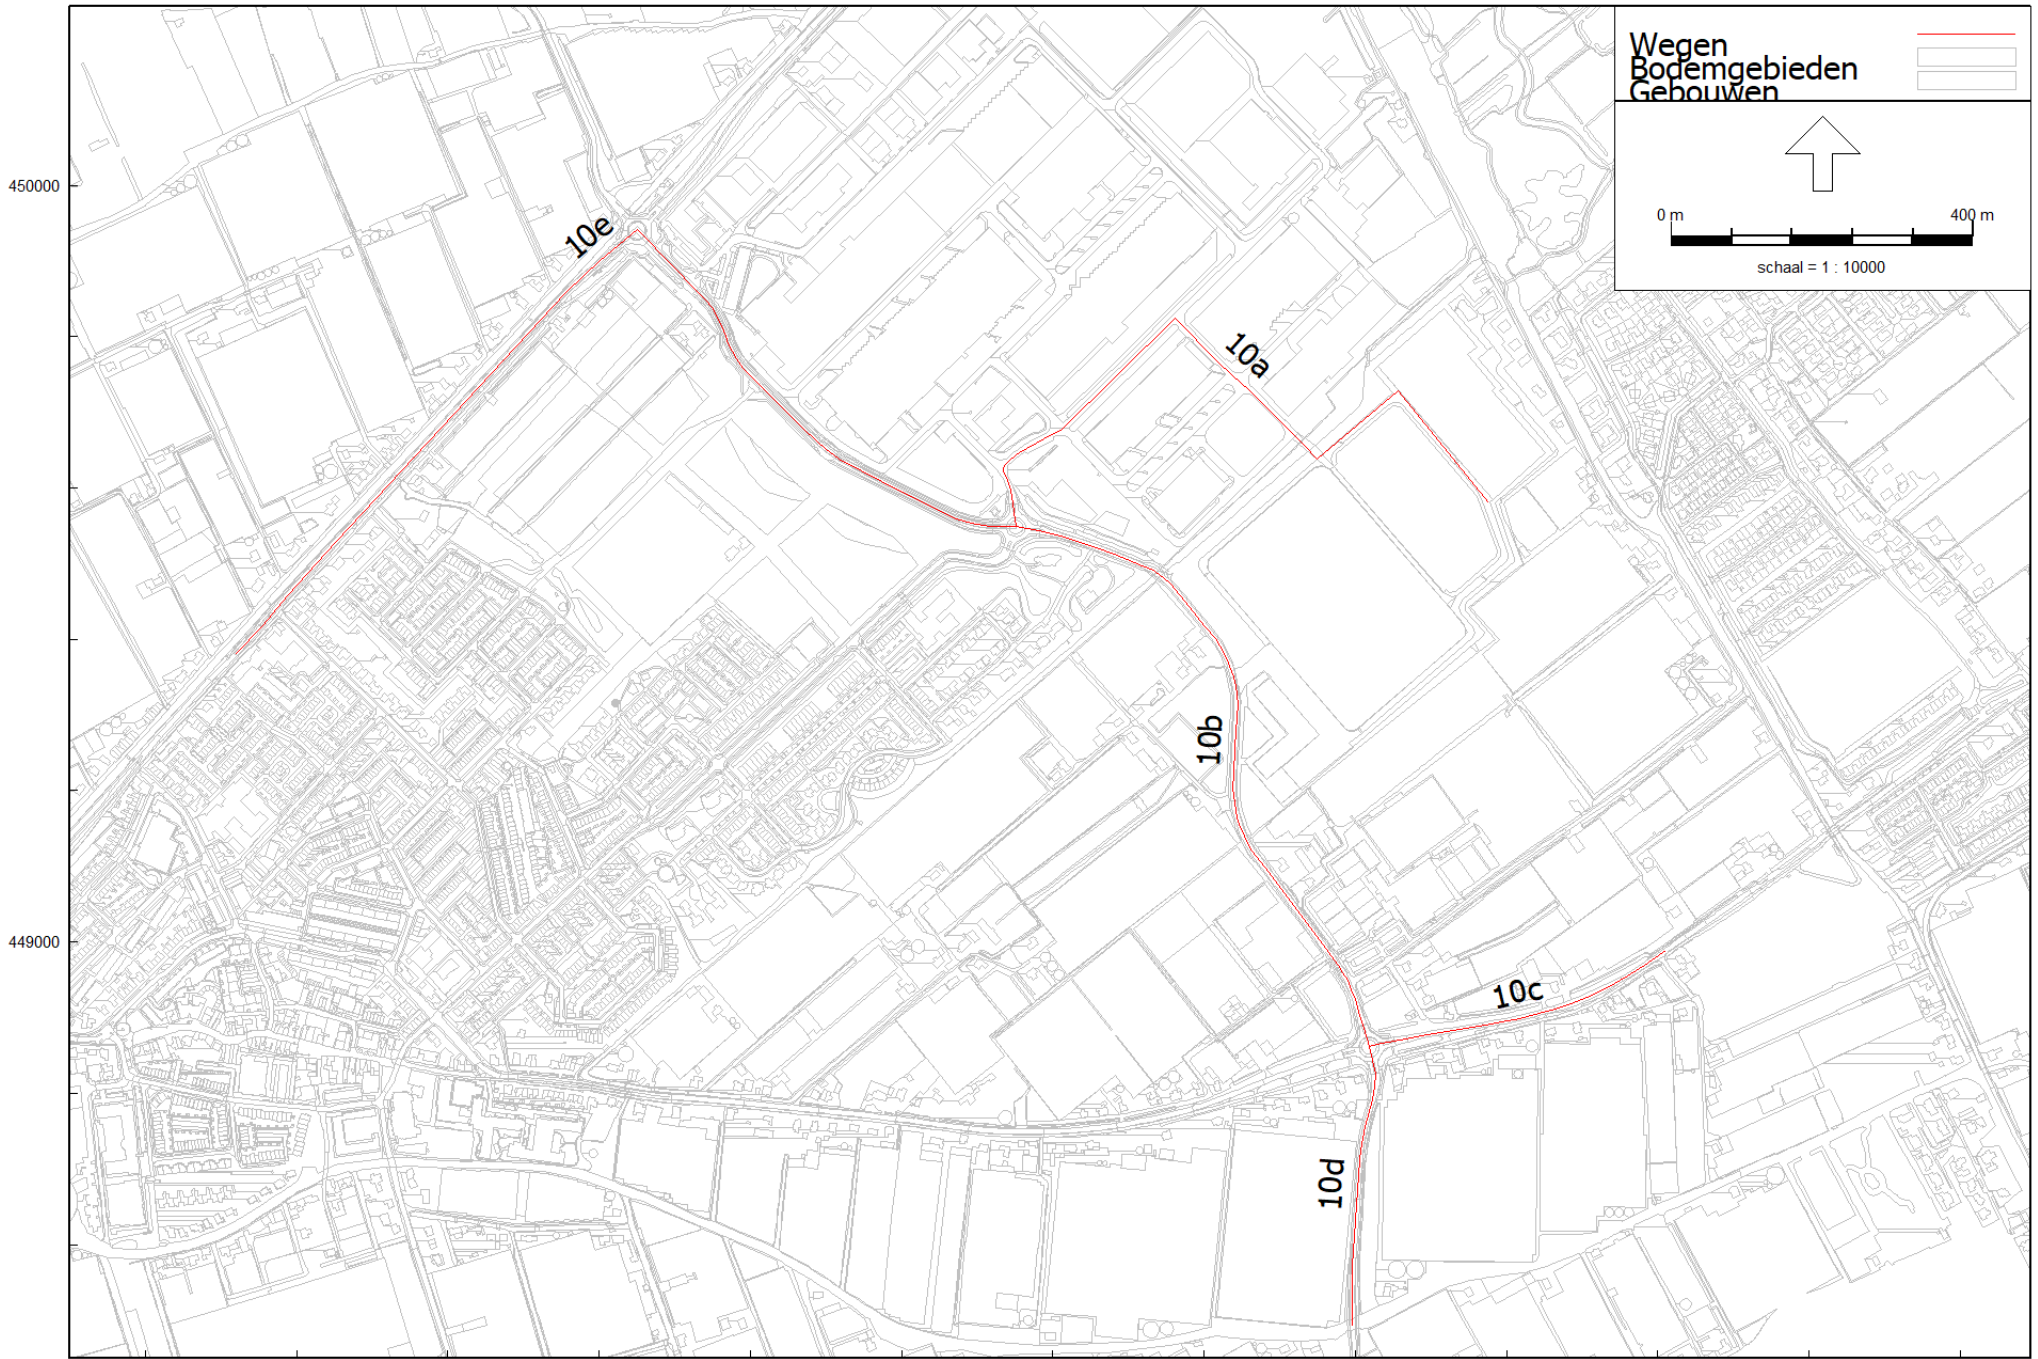 Wegen
Bodemgebieden
Gebouwen
0 m 400 m
schaal = 1 : 10000
450000
10e
10a
10b
449000
10c
10d